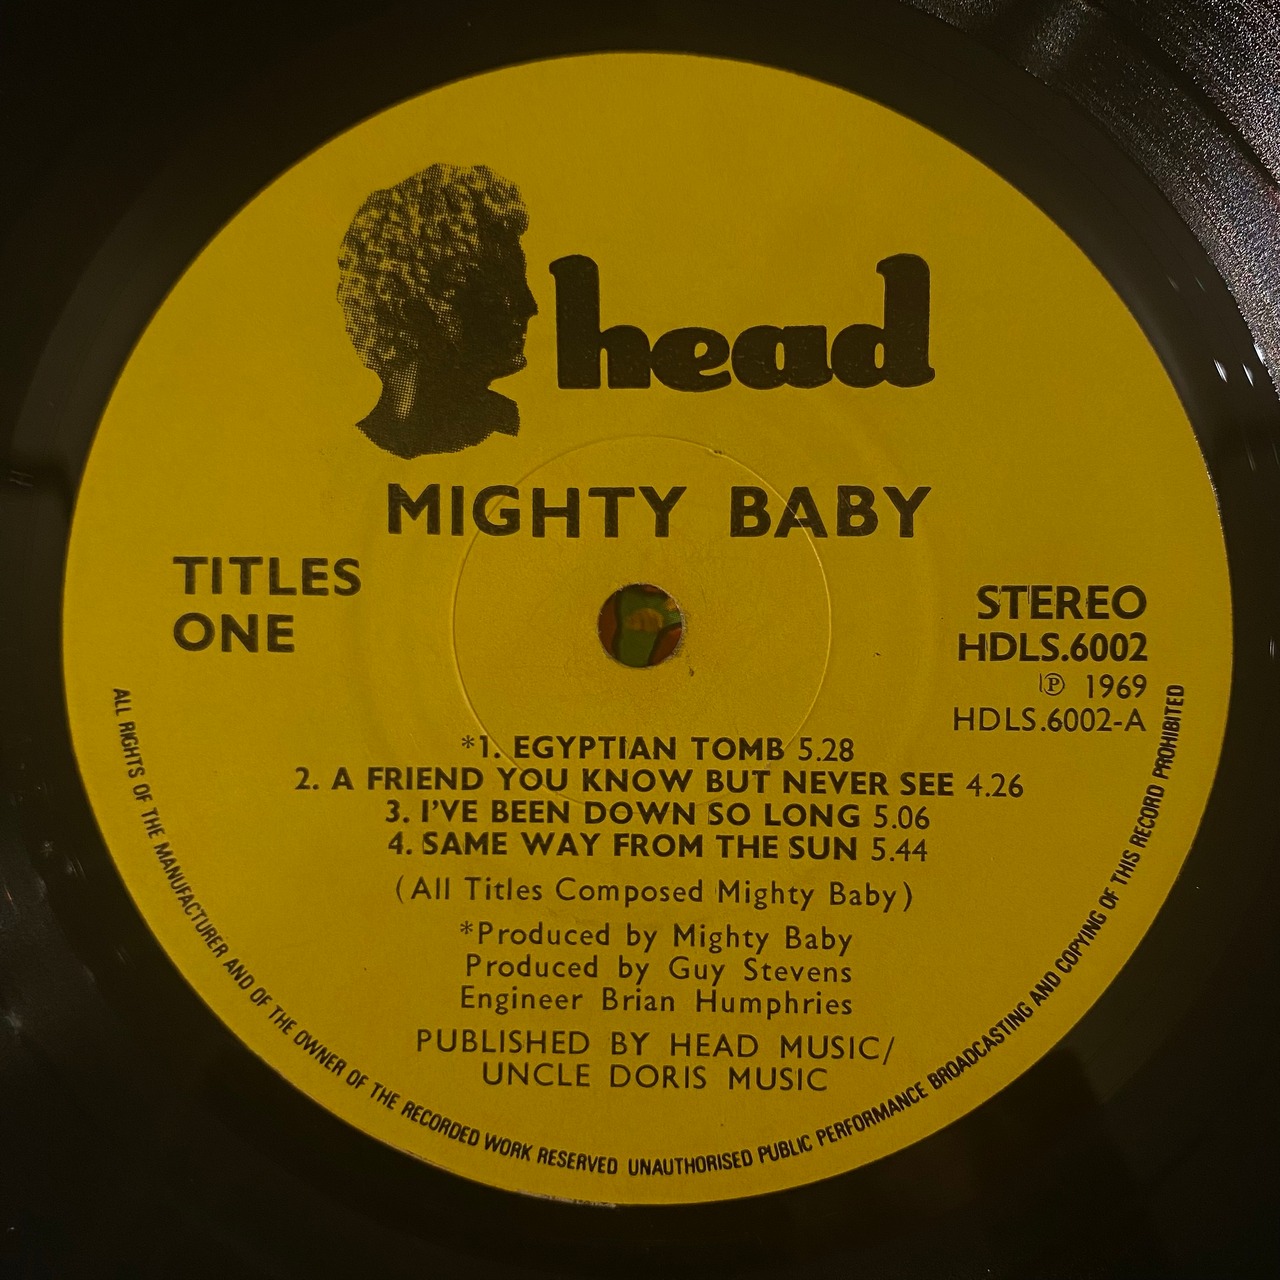 head
MIGHTY BABY
TITLES
ONE
STEREO
HDLS.6002
Ⓟ 1969
HDLS.6002-A
*1. EGYPTIAN TOMB 5.28
2. A FRIEND YOU KNOW BUT NEVER SEE 4.26
3. I'VE BEEN DOWN SO LONG 5.06
4. SAME WAY FROM THE SUN 5.44
(All Titles Composed Mighty Baby)
*Produced by Mighty Baby
Produced by Guy Stevens
Engineer Brian Humphries
PUBLISHED BY HEAD MUSIC/
UNCLE DORIS MUSIC
ALL RIGHTS OF THE MANUFACTURER AND OF THE OWNER OF THE RECORDED WORK RESERVED UNAUTHORISED PUBLIC PERFORMANCE BROADCASTING AND COPYING OF THIS RECORD PROHIBITED